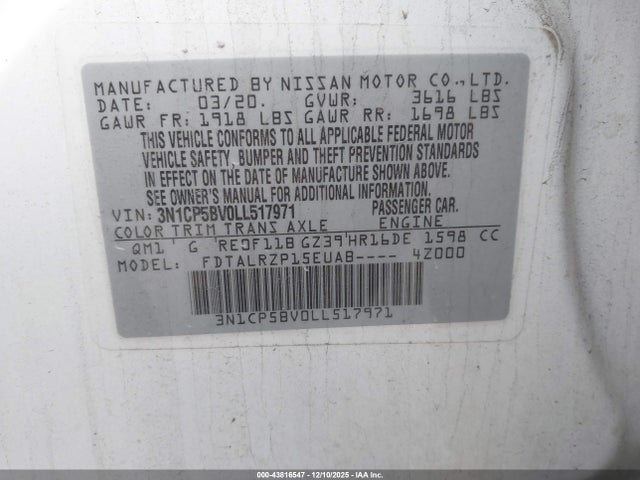 MANUFACTURED BY NISSAN MOTOR CO.,LTD.
DATE: 03/20. GVWR: 3616 LBS
GAWR FR: 1918 LBS GAWR RR: 1698 LBS
THIS VEHICLE CONFORMS TO ALL APPLICABLE FEDERAL MOTOR
VEHICLE SAFETY, BUMPER AND THEFT PREVENTION STANDARDS
IN EFFECT ON THE DATE OF MANUFACTURE SHOWN ABOVE.
SEE OWNER'S MANUAL FOR ADDITIONAL INFORMATION.
VIN: 3N1CP5BV0LL517971 PASSENGER CAR.
COLOR TRIM TRANS AXLE ENGINE
QM1 G RE0F11B GZ39 HR16DE 1598 CC
MODEL: FDTALRZP15EUAB---- 4Z000
3N1CP5BV0LL517971
000-43816547 - 12/10/2025 - IAA Inc.